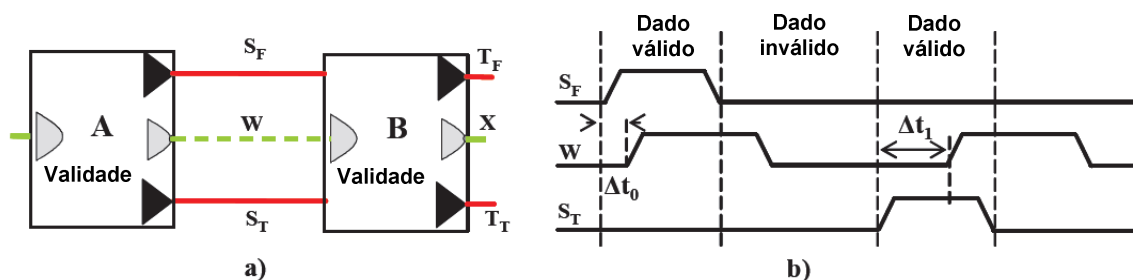 S_F
A
Validade
W
S_T
B
Validade
T_F
X
T_T
a)
Dado válido
Dado inválido
Dado válido
S_F
W
Δt_0
Δt_1
S_T
b)